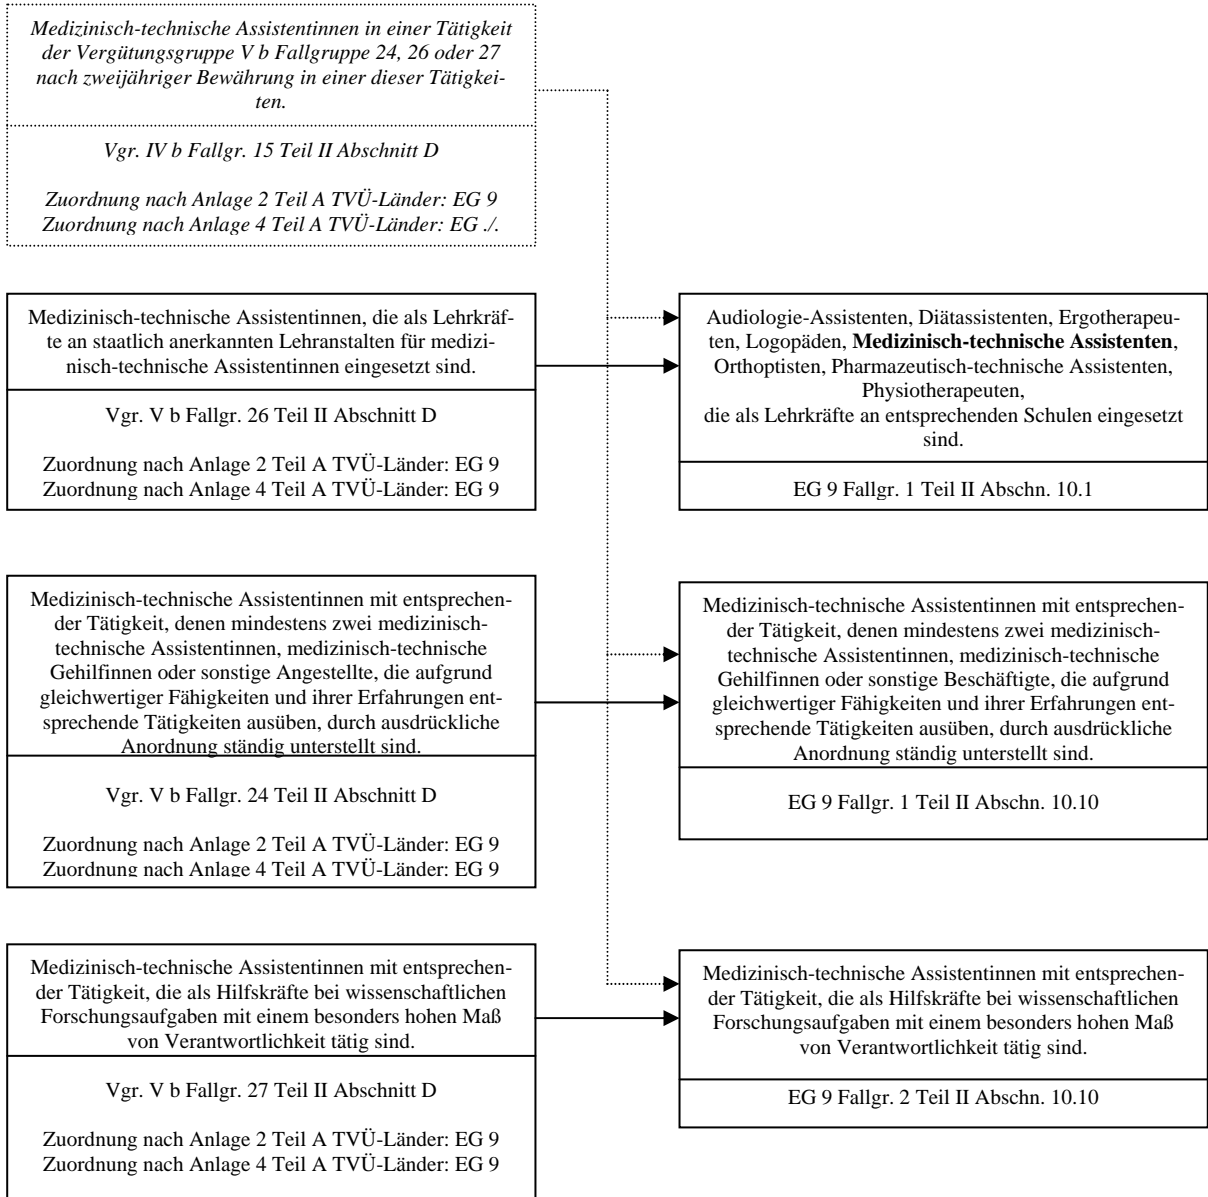 Medizinisch-technische Assistentinnen in einer Tätigkeit
der Vergütungsgruppe V b Fallgruppe 24, 26 oder 27
nach zweijähriger Bewährung in einer dieser Tätigkei-
ten.
Vgr. IV b Fallgr. 15 Teil II Abschnitt D
Zuordnung nach Anlage 2 Teil A TVÜ-Länder: EG 9
Zuordnung nach Anlage 4 Teil A TVÜ-Länder: EG ./.
Medizinisch-technische Assistentinnen, die als Lehrkräf-
te an staatlich anerkannten Lehranstalten für medizi-
nisch-technische Assistentinnen eingesetzt sind.
Vgr. V b Fallgr. 26 Teil II Abschnitt D
Zuordnung nach Anlage 2 Teil A TVÜ-Länder: EG 9
Zuordnung nach Anlage 4 Teil A TVÜ-Länder: EG 9
Audiologie-Assistenten, Diätassistenten, Ergotherapeu-
ten, Logopäden, Medizinisch-technische Assistenten,
Orthoptisten, Pharmazeutisch-technische Assistenten,
Physiotherapeuten,
die als Lehrkräfte an entsprechenden Schulen eingesetzt
sind.
EG 9 Fallgr. 1 Teil II Abschn. 10.1
Medizinisch-technische Assistentinnen mit entsprechen-
der Tätigkeit, denen mindestens zwei medizinisch-
technische Assistentinnen, medizinisch-technische
Gehilfinnen oder sonstige Angestellte, die aufgrund
gleichwertiger Fähigkeiten und ihrer Erfahrungen ent-
sprechende Tätigkeiten ausüben, durch ausdrückliche
Anordnung ständig unterstellt sind.
Vgr. V b Fallgr. 24 Teil II Abschnitt D
Zuordnung nach Anlage 2 Teil A TVÜ-Länder: EG 9
Zuordnung nach Anlage 4 Teil A TVÜ-Länder: EG 9
Medizinisch-technische Assistentinnen mit entsprechen-
der Tätigkeit, denen mindestens zwei medizinisch-
technische Assistentinnen, medizinisch-technische
Gehilfinnen oder sonstige Beschäftigte, die aufgrund
gleichwertiger Fähigkeiten und ihrer Erfahrungen ent-
sprechende Tätigkeiten ausüben, durch ausdrückliche
Anordnung ständig unterstellt sind.
EG 9 Fallgr. 1 Teil II Abschn. 10.10
Medizinisch-technische Assistentinnen mit entsprechen-
der Tätigkeit, die als Hilfskräfte bei wissenschaftlichen
Forschungsaufgaben mit einem besonders hohen Maß
von Verantwortlichkeit tätig sind.
Vgr. V b Fallgr. 27 Teil II Abschnitt D
Zuordnung nach Anlage 2 Teil A TVÜ-Länder: EG 9
Zuordnung nach Anlage 4 Teil A TVÜ-Länder: EG 9
Medizinisch-technische Assistentinnen mit entsprechen-
der Tätigkeit, die als Hilfskräfte bei wissenschaftlichen
Forschungsaufgaben mit einem besonders hohen Maß
von Verantwortlichkeit tätig sind.
EG 9 Fallgr. 2 Teil II Abschn. 10.10